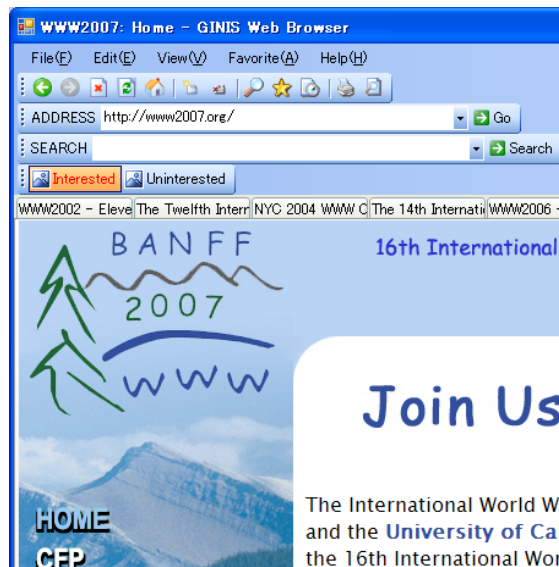 WWW2007: Home - GINIS Web Browser
File(F) Edit(E) View(V) Favorite(A) Help(H)
ADDRESS http://www2007.org/ Go
SEARCH Search
Interested Uninterested
WWW2002 - Eleve The Twelfth Intern NYC 2004 WWW C The 14th Internati WWW2006 -
BANFF
2007
WWW
16th International
Join Us
The International World W
and the University of Ca
the 16th International Wor
HOME
CFP